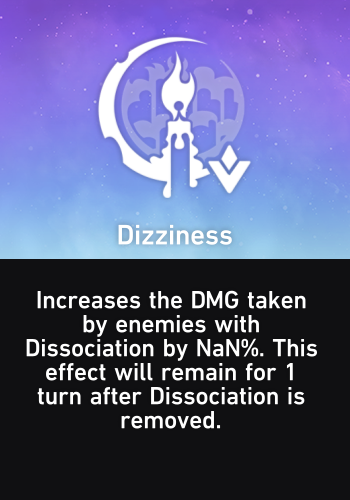 Dizziness
Increases the DMG taken
by enemies with
Dissociation by NaN%. This
effect will remain for 1
turn after Dissociation is
removed.